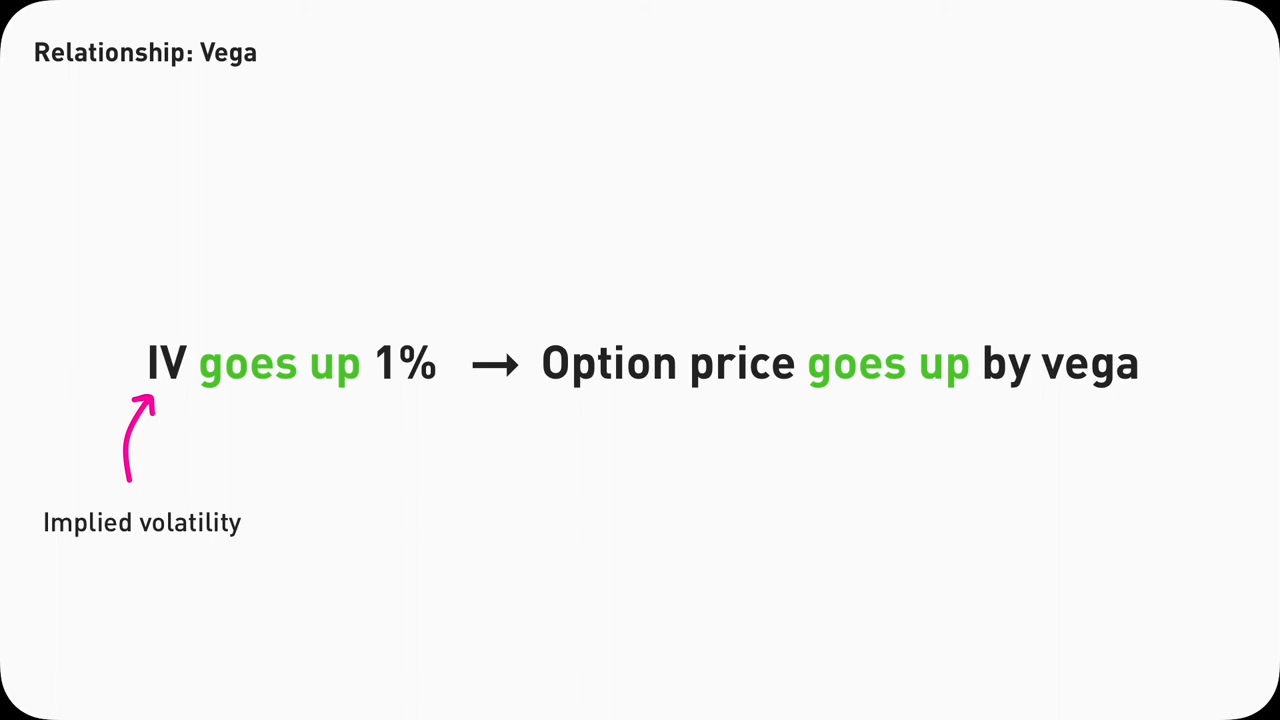 Relationship: Vega
IV goes up 1% → Option price goes up by vega
Implied volatility